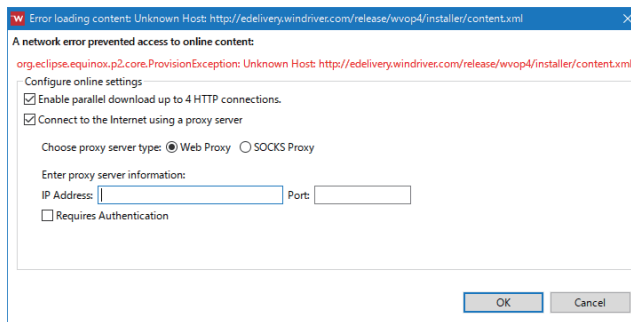 Error loading content: Unknown Host: http://edelivery.windriver.com/release/wvop4/installer/content.xml
A network error prevented access to online content:
org.eclipse.equinox.p2.core.ProvisionException: Unknown Host: http://edelivery.windriver.com/release/wvop4/installer/content.xml
Configure online settings
Enable parallel download up to 4 HTTP connections.
Connect to the Internet using a proxy server
Choose proxy server type: Web Proxy SOCKS Proxy
Enter proxy server information:
IP Address: Port:
Requires Authentication
OK Cancel